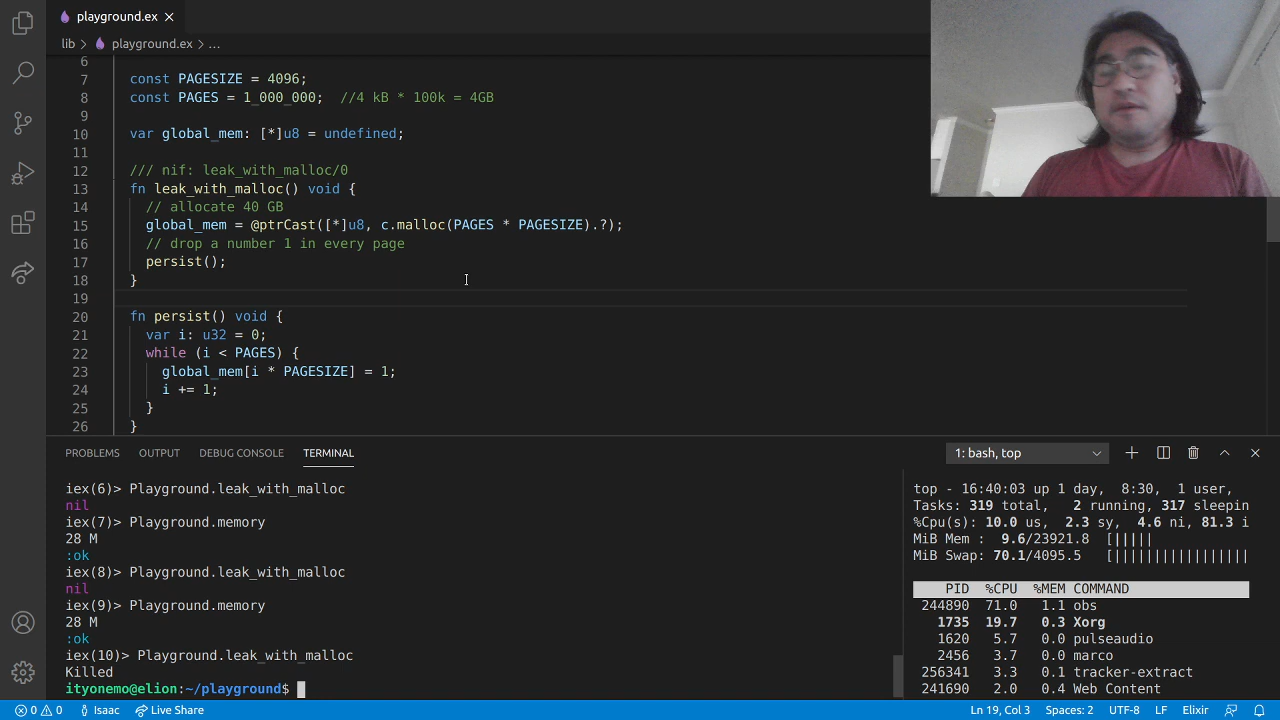 playground.ex
lib > playground.ex > ...
6
7 const PAGESIZE = 4096;
8 const PAGES = 1_000_000; //4 kB * 100k = 4GB
9
10 var global_mem: [*]u8 = undefined;
11
12 /// nif: leak_with_malloc/0
13 fn leak_with_malloc() void {
14 // allocate 40 GB
15 global_mem = @ptrCast([*]u8, c.malloc(PAGES * PAGESIZE).?);
16 // drop a number 1 in every page
17 persist();
18 }
19
20 fn persist() void {
21 var i: u32 = 0;
22 while (i < PAGES) {
23 global_mem[i * PAGESIZE] = 1;
24 i += 1;
25 }
26 }
PROBLEMS OUTPUT DEBUG CONSOLE TERMINAL 1: bash, top
iex(6)> Playground.leak_with_malloc
nil
iex(7)> Playground.memory
28 M
:ok
iex(8)> Playground.leak_with_malloc
nil
iex(9)> Playground.memory
28 M
:ok
iex(10)> Playground.leak_with_malloc
Killed
ityonemo@elion:~/playground$
top - 16:40:03 up 1 day, 8:30, 1 user,
Tasks: 319 total, 2 running, 317 sleepin
%Cpu(s): 10.0 us, 2.3 sy, 4.6 ni, 81.3 i
MiB Mem : 9.6/23921.8 [|||||
MiB Swap: 70.1/4095.5 [||||||||||||||||||
PID %CPU %MEM COMMAND
244890 71.0 1.1 obs
1735 19.7 0.3 Xorg
1620 5.7 0.0 pulseaudio
2456 3.7 0.0 marco
256341 3.3 0.1 tracker-extract
241690 2.0 0.4 Web Content
0 0 Isaac Live Share Ln 19, Col 3 Spaces: 2 UTF-8 LF Elixir